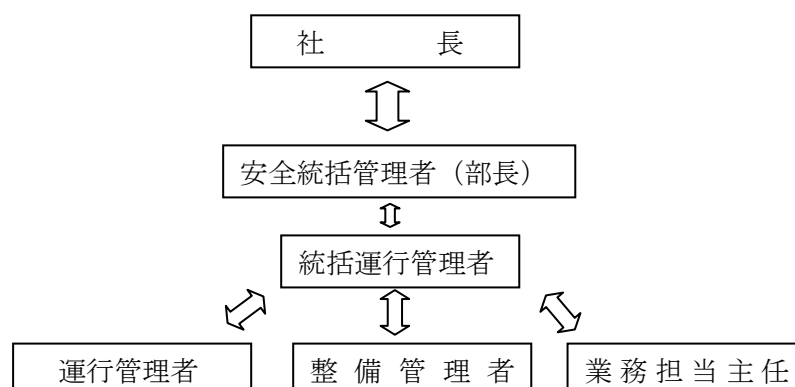 社長
安全統括管理者（部長）
統括運行管理者
運行管理者
整備管理者
業務担当主任